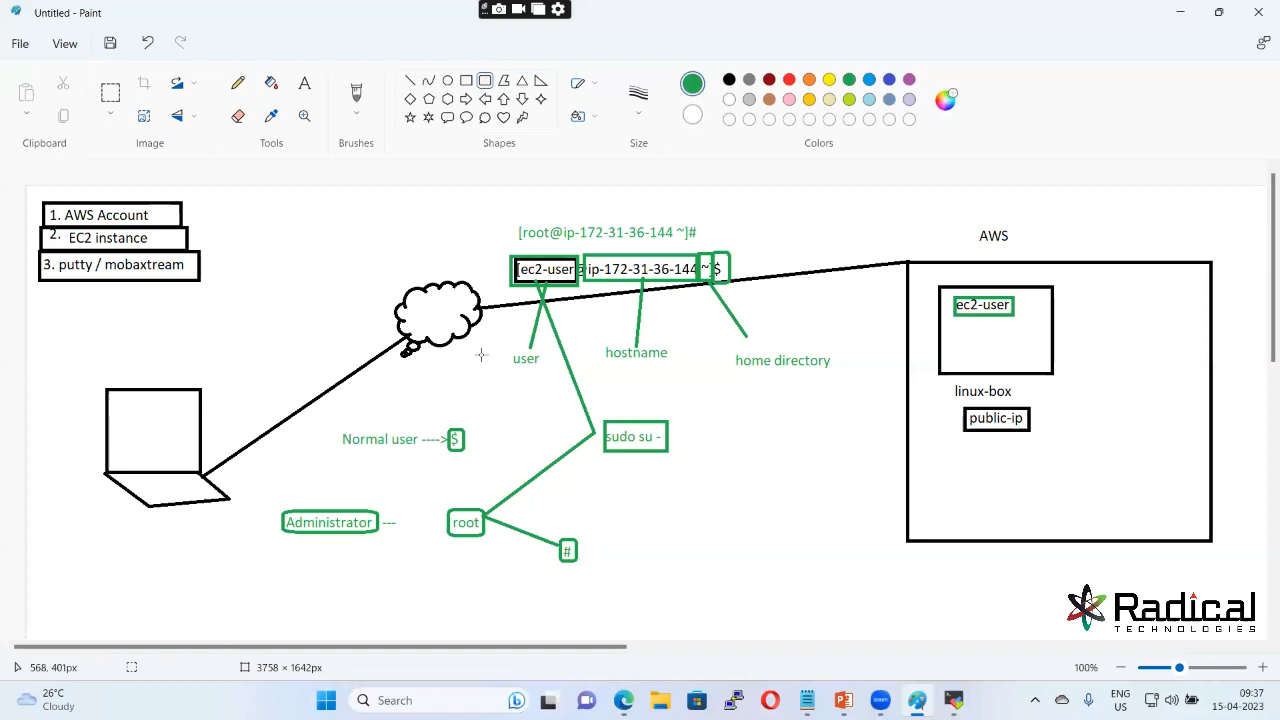 Untitled - Paint
File
View
Clipboard
Image
Tools
Brushes
Shapes
Size
Colors
1. AWS Account
2. EC2 instance
3. putty / mobaxtream
[root@ip-172-31-36-144 ~]#
[ec2-user@ip-172-31-36-144 ~]$
AWS
ec2-user
user
hostname
home directory
linux-box
public-ip
Normal user ---->$
sudo su -
Administrator ---
root
#
Radical
TECHNOLOGIES
568, 401px
3758 × 1642px
100%
26°C
Cloudy
Search
zoom
ENG
US
09:37
15-04-2023